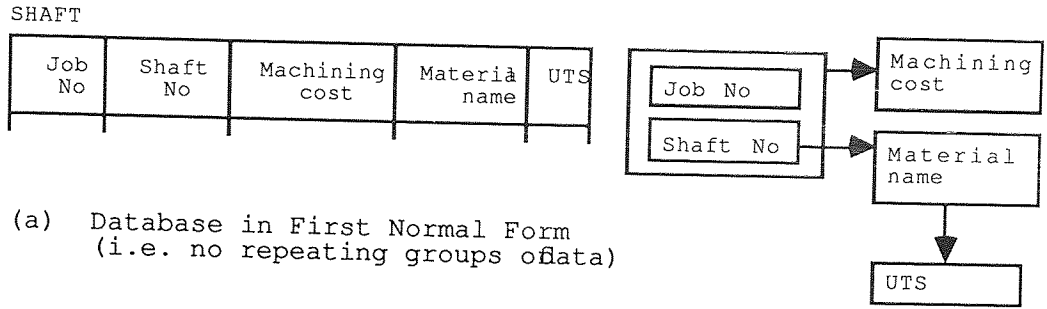 SHAFT
Job No
Shaft No
Machining cost
Material name
UTS
Job No
Shaft No
Machining
cost
Material
name
UTS
(a) Database in First Normal Form
(i.e. no repeating groups ofdata)